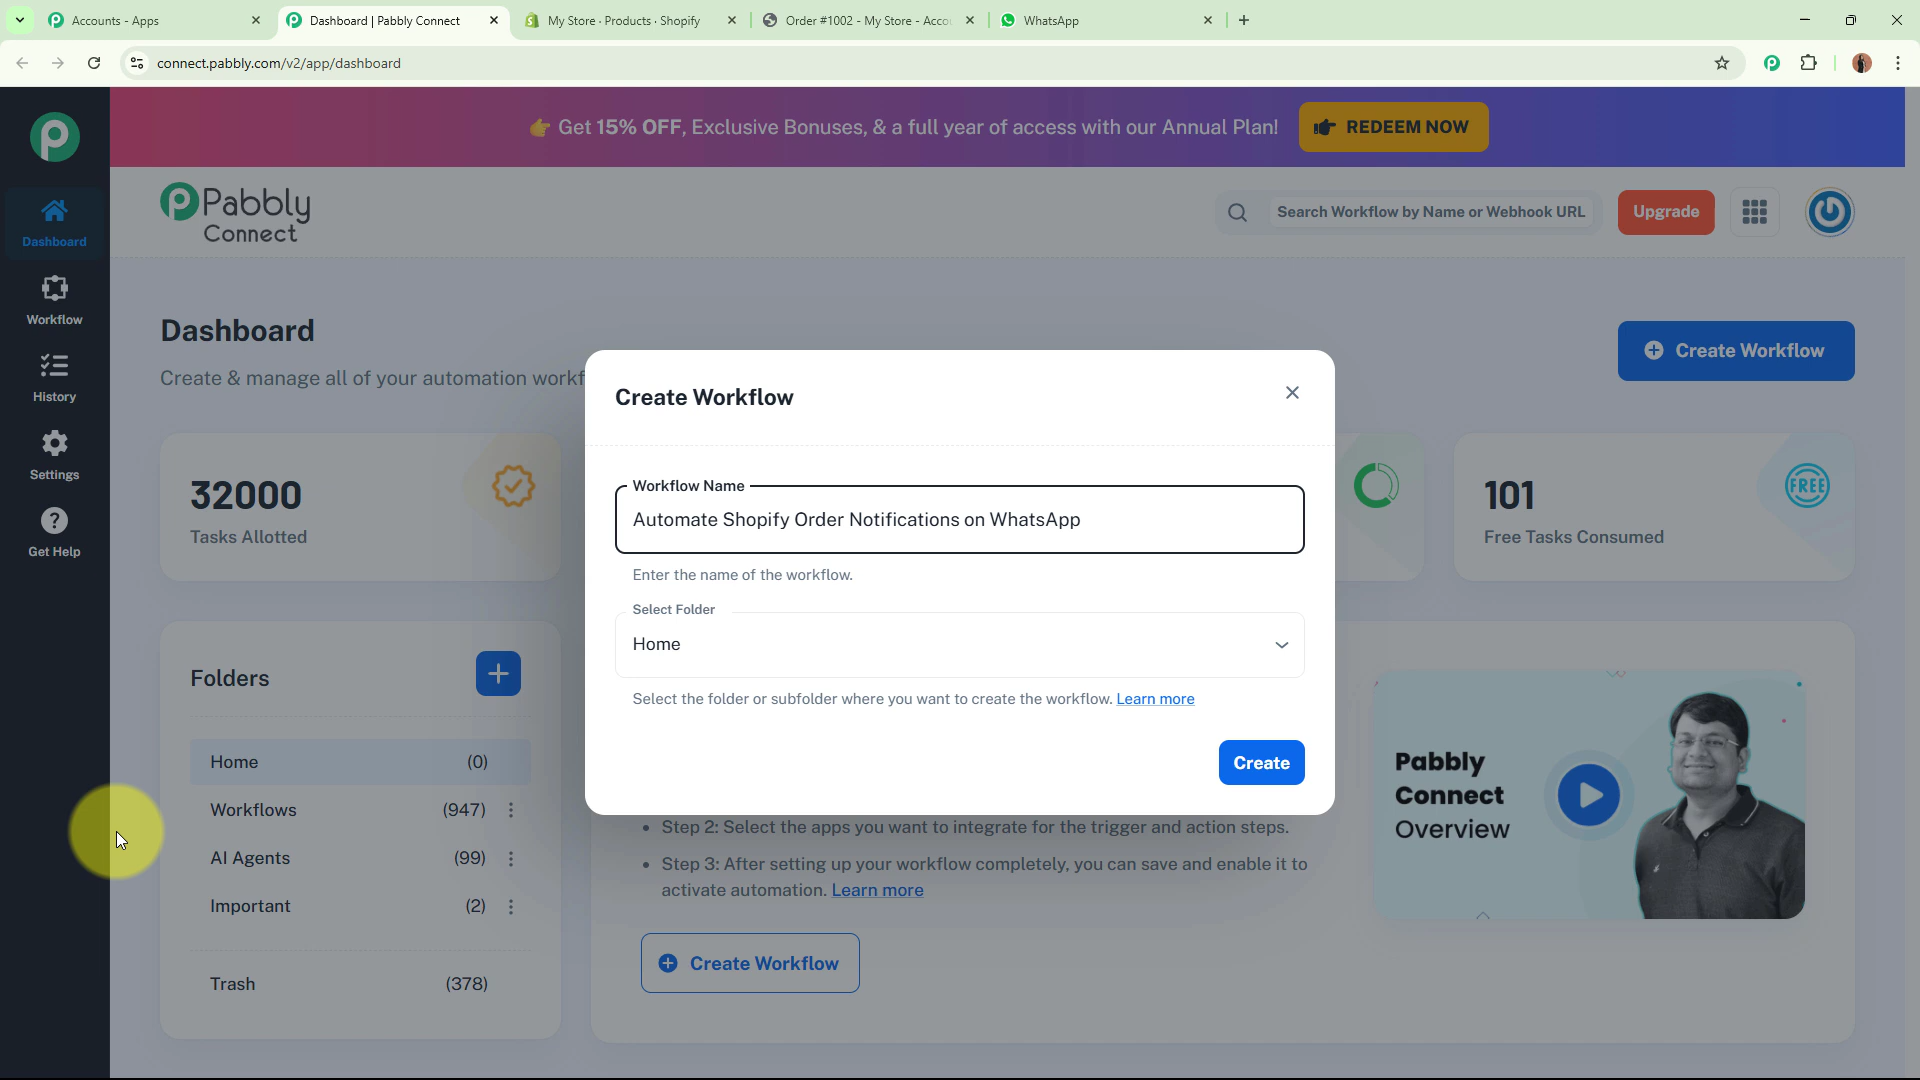 Accounts - Apps
Dashboard | Pabbly Connect
My Store · Products · Shopify
Order #1002 - My Store - Acco
WhatsApp
connect.pabbly.com/v2/app/dashboard
👉 Get 15% OFF, Exclusive Bonuses, & a full year of access with our Annual Plan!
REDEEM NOW
Pabbly
Connect
Search Workflow by Name or Webhook URL
Upgrade
Dashboard
Workflow
History
Settings
Get Help
Dashboard
Create & manage all of your automation workf
Create Workflow
32000
Tasks Allotted
101
Free Tasks Consumed
FREE
Create Workflow
Workflow Name
Automate Shopify Order Notifications on WhatsApp
Enter the name of the workflow.
Select Folder
Home
Select the folder or subfolder where you want to create the workflow. Learn more
Create
Folders
Home (0)
Workflows (947)
AI Agents (99)
Important (2)
Trash (378)
• Step 2: Select the apps you want to integrate for the trigger and action steps.
• Step 3: After setting up your workflow completely, you can save and enable it to
activate automation. Learn more
Create Workflow
Pabbly
Connect
Overview